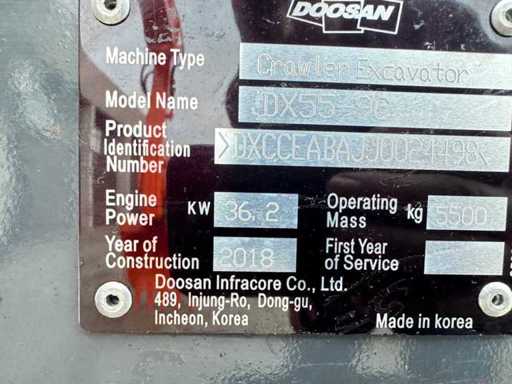 DOOSAN
Machine Type Crawler Excavator
Model Name DX55-9C
Product
Identification
Number
Engine
Power KW 36.2
Operating
Mass kg 5500
Year of
Construction 2018
First Year
of Service
Doosan Infracore Co., Ltd.
489, Injung-Ro, Dong-gu,
Incheon, Korea
Made in korea